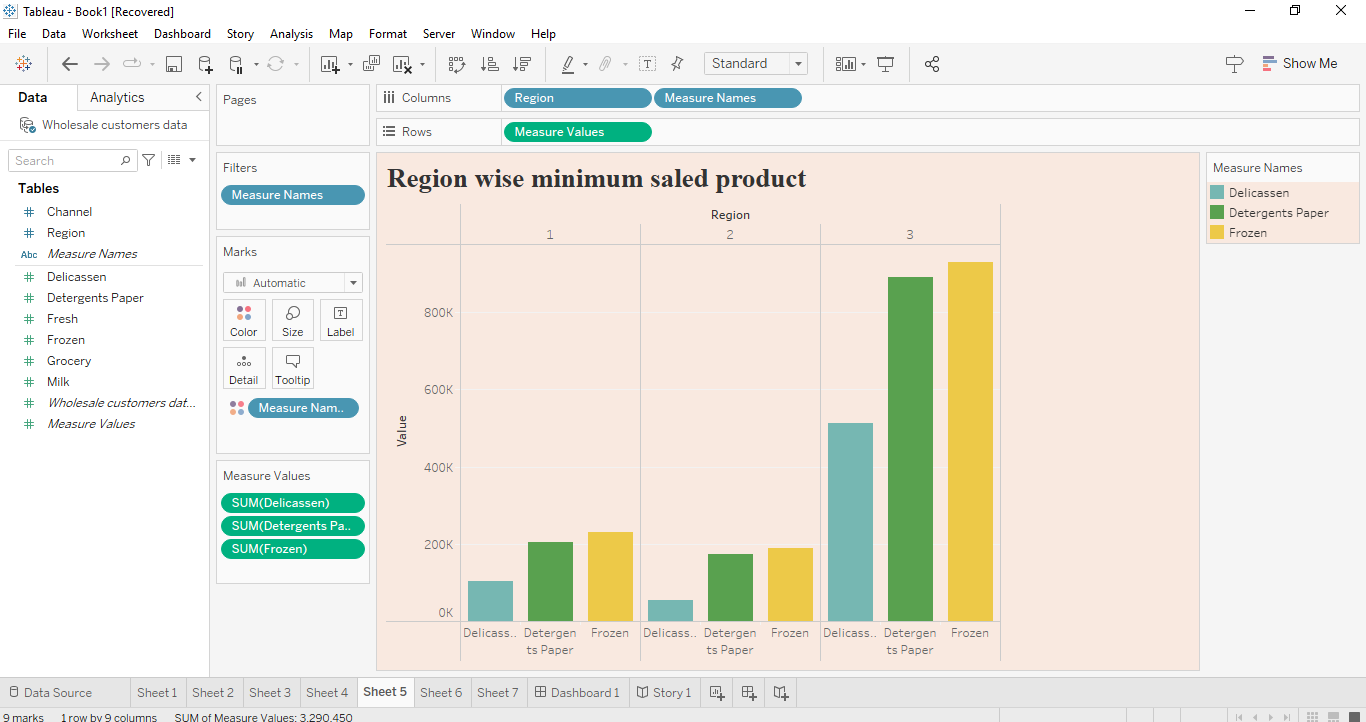 Tableau - Book1 [Recovered]
File Data Worksheet Dashboard Story Analysis Map Format Server Window Help
Standard
Show Me
Data Analytics
Wholesale customers data
Search
Tables
Channel
Region
Abc Measure Names
Delicassen
Detergents Paper
Fresh
Frozen
Grocery
Milk
Wholesale customers dat...
Measure Values
Pages
Filters
Measure Names
Marks
Automatic
Color Size Label
Detail Tooltip
Measure Nam..
Measure Values
SUM(Delicassen)
SUM(Detergents Pa..
SUM(Frozen)
Columns Region Measure Names
Rows Measure Values
Region wise minimum saled product
Region
1 2 3
Value
800K
600K
400K
200K
0K
Delicass.. Detergen Frozen Delicass.. Detergen Frozen Delicass.. Detergen Frozen
ts Paper ts Paper ts Paper
Measure Names
Delicassen
Detergents Paper
Frozen
Data Source Sheet 1 Sheet 2 Sheet 3 Sheet 4 Sheet 5 Sheet 6 Sheet 7 Dashboard 1 Story 1
9 marks 1 row by 9 columns SUM of Measure Values: 3,290,450